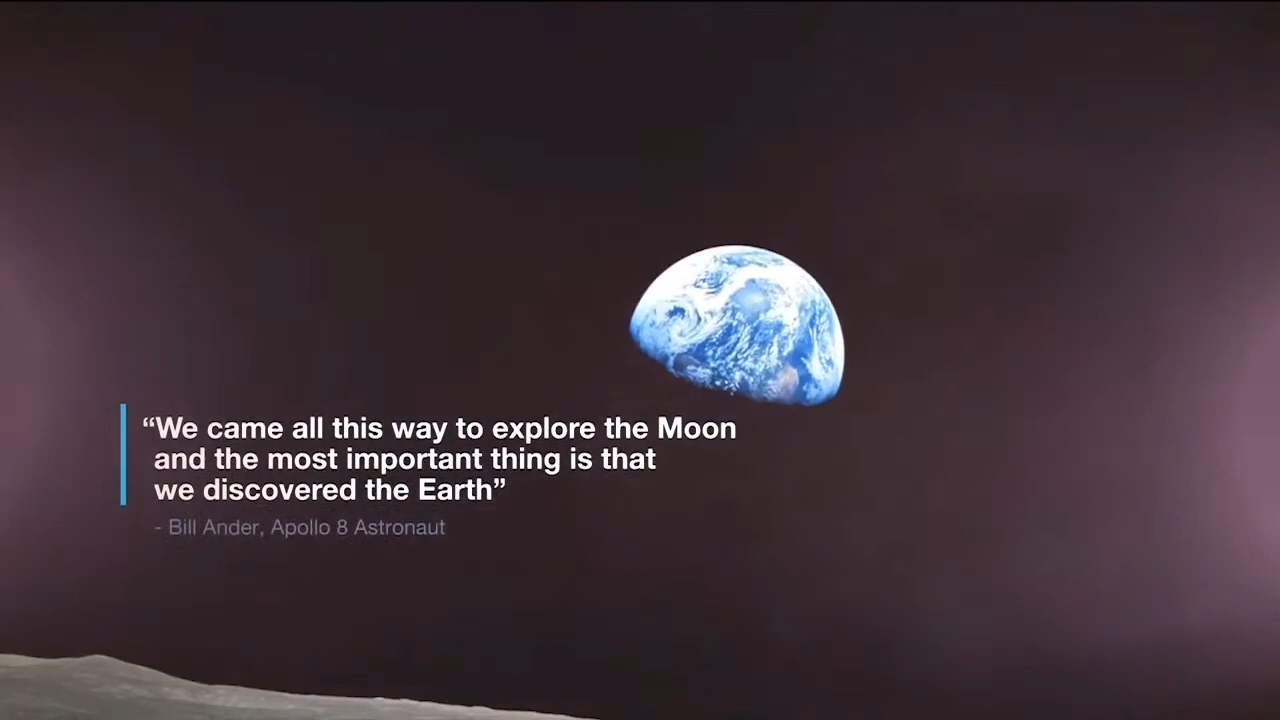 “We came all this way to explore the Moon
and the most important thing is that
we discovered the Earth”
- Bill Ander, Apollo 8 Astronaut